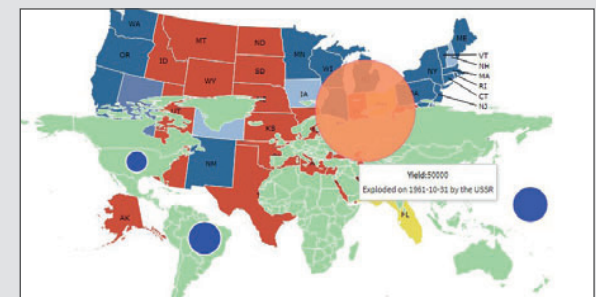 WA
ME
MT
ND
VT
OR
MN
NH
ID
WI
SD
MA
NY
WY
RI
IA
CT
NJ
KS
NM
Yield:50000
Exploded on 1961-10-31 by the USSR
AK
FL